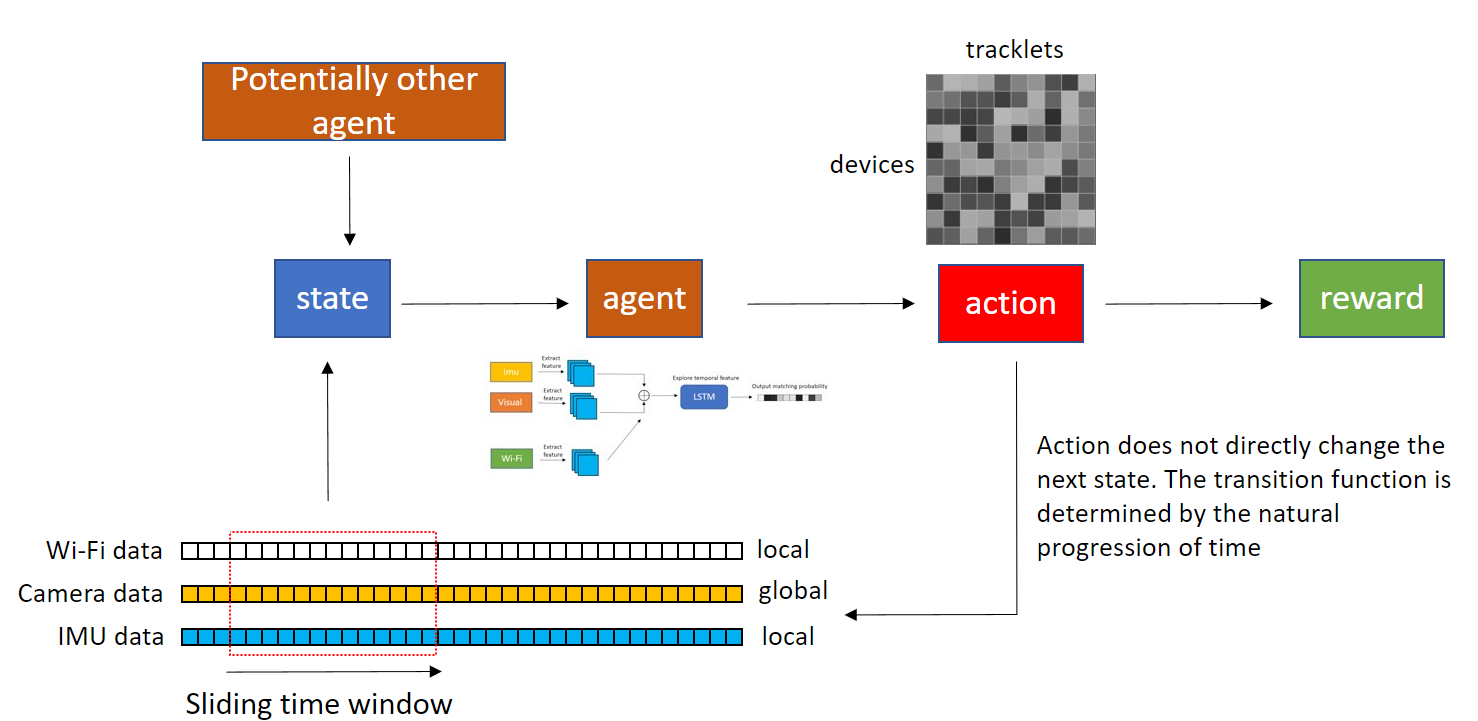 tracklets
Potentially other
agent
devices
state
agent
action
reward
imu
Extract
feature
Visual
Extract
feature
Wi-Fi
Extract
feature
Explore temporal feature
LSTM
Output matching probability
Action does not directly change the
next state. The transition function is
determined by the natural
progression of time
Wi-Fi data
local
Camera data
global
IMU data
local
Sliding time window